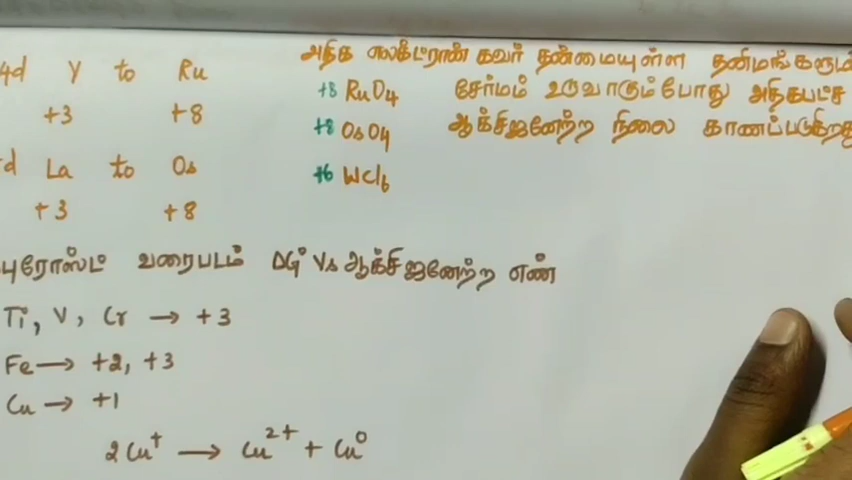 4d Y to Ru
+3 +8
d La to Os
+3 +8
அதிக எலக்ட்ரான் கவர் தன்மையுள்ள தனிமங்களுடன்
+8 RuO4 சேர்மம் உருவாகும்போது அதிகபட்ச
+8 OsO4 ஆக்சிஜனேற்ற நிலை காணப்படுகிறது
+6 WCl6
புரோஸ்ட் வரைபடம் ΔG° Vs ஆக்சிஜனேற்ற எண்
Ti, V, Cr → +3
Fe → +2, +3
Cu → +1
2Cu⁺ → Cu²⁺ + Cu⁰